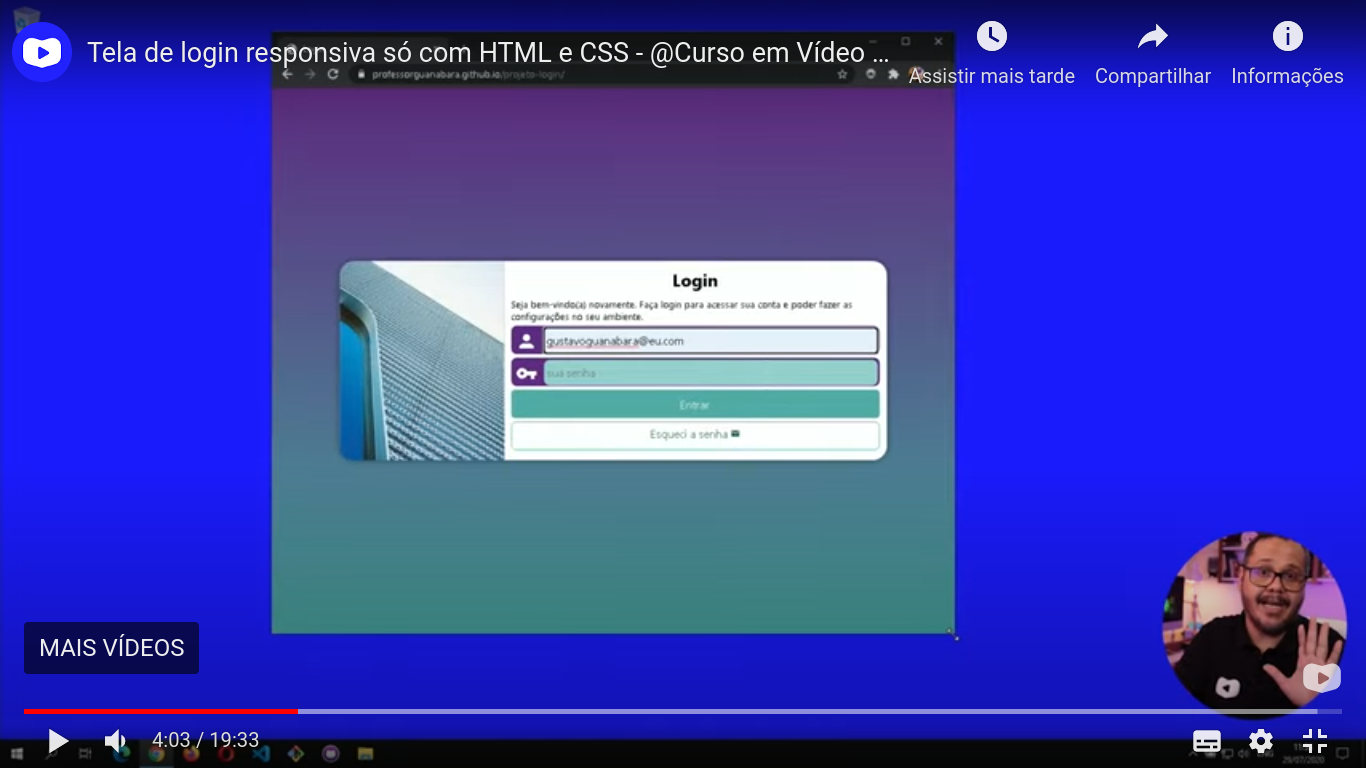 Tela de login responsiva só com HTML e CSS - @Curso em Vídeo ...
Assistir mais tarde
Compartilhar
Informações
professorguanabara.github.io/projeto-login/
Login
Seja bem-vindo(a) novamente. Faça login para acessar sua conta e poder fazer as
configurações no seu ambiente.
gustavoguanabara@eu.com
sua senha
Entrar
Esqueci a senha
MAIS VÍDEOS
4:03 / 19:33
29/07/2020